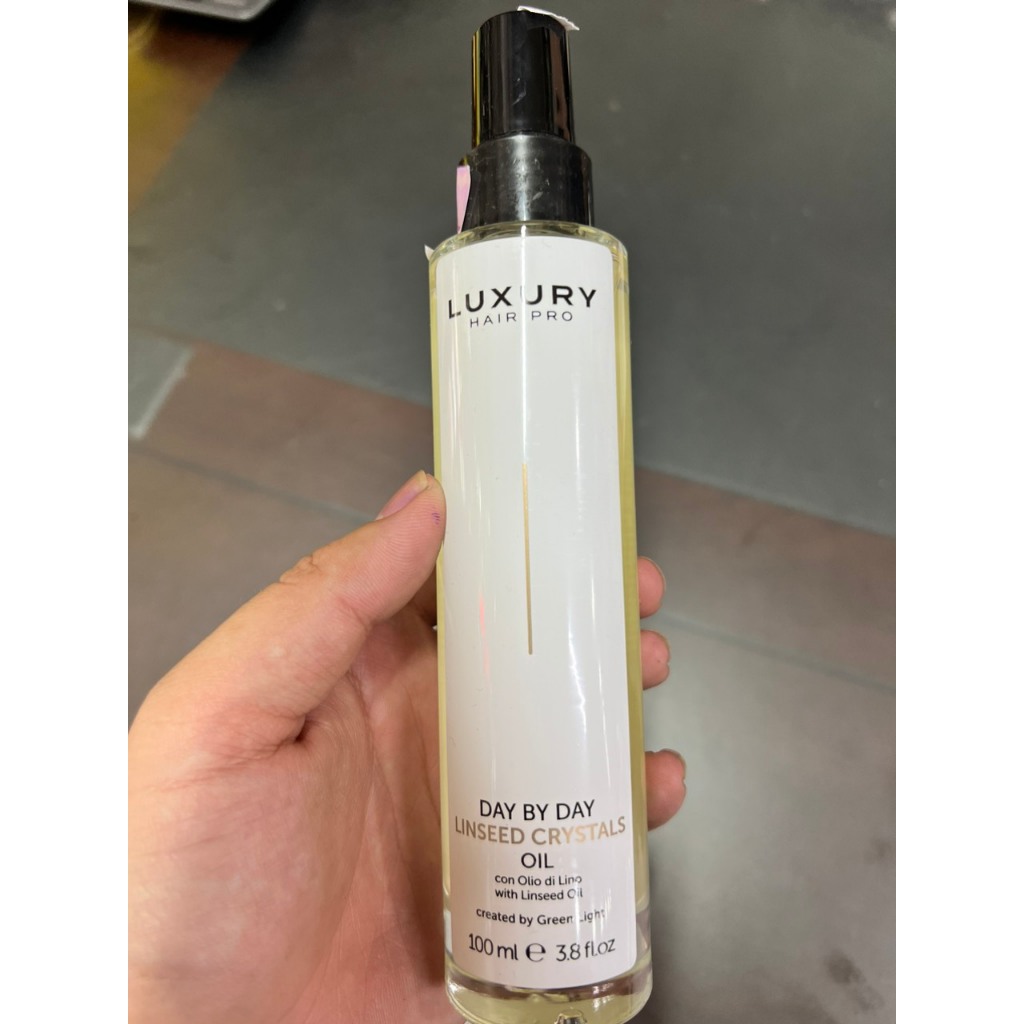 LUXURY
HAIR PRO
DAY BY DAY
LINSEED CRYSTALS
OIL
con Olio di Lino
with Linseed Oil
created by Green Light
100 ml ℮ 3.8 fl.oz